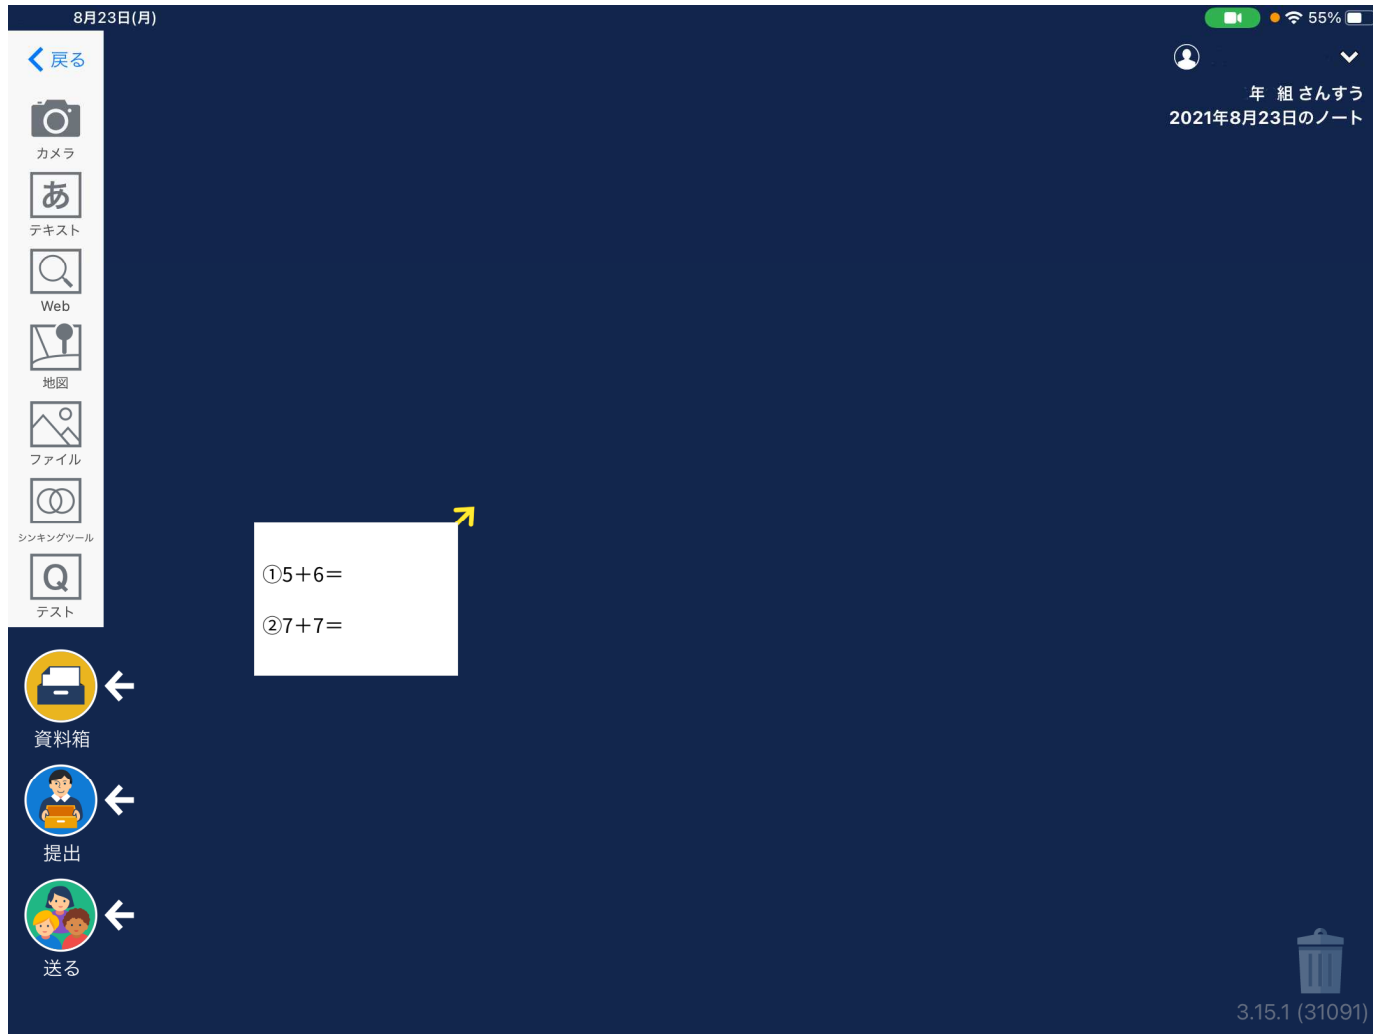 8月23日(月)
55%
戻る
年 組 さんすう
2021年8月23日のノート
カメラ
あ
テキスト
Web
地図
ファイル
シンキングツール
Q
テスト
①5+6=
②7+7=
資料箱
提出
送る
3.15.1 (31091)